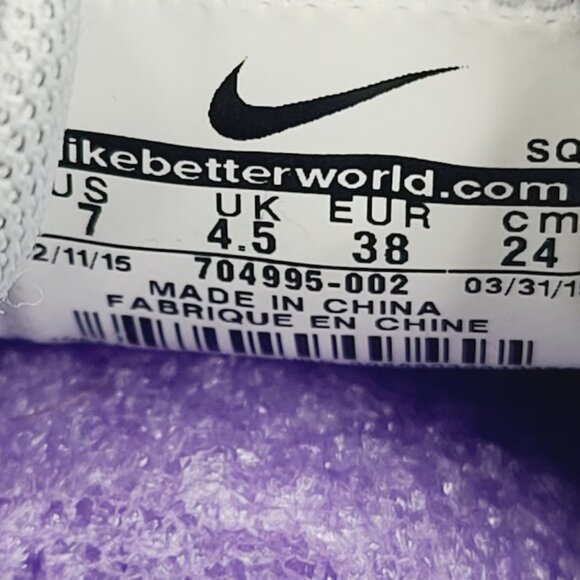 SQ
ikebetterworld.com
US UK EUR cm
7 4.5 38 24
2/11/15 704995-002 03/31/1
MADE IN CHINA
FABRIQUE EN CHINE